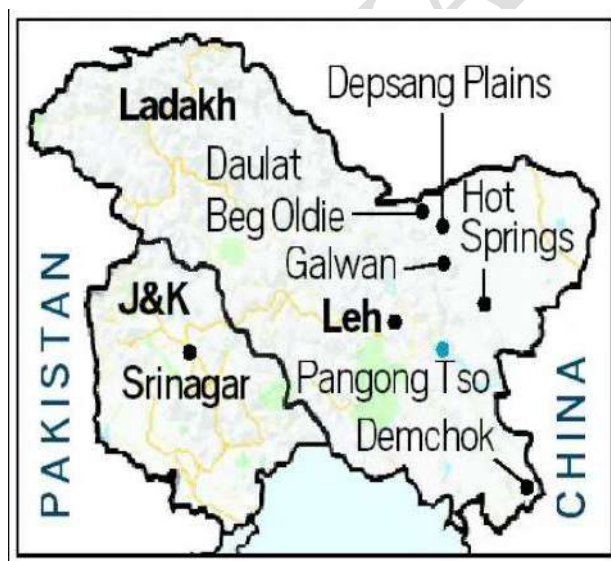 Depsang Plains
Ladakh
Daulat
Beg Oldie
Hot
Springs
Galwan
J&K
Leh
Srinagar
Pangong Tso
Demchok
PAKISTAN
CHINA